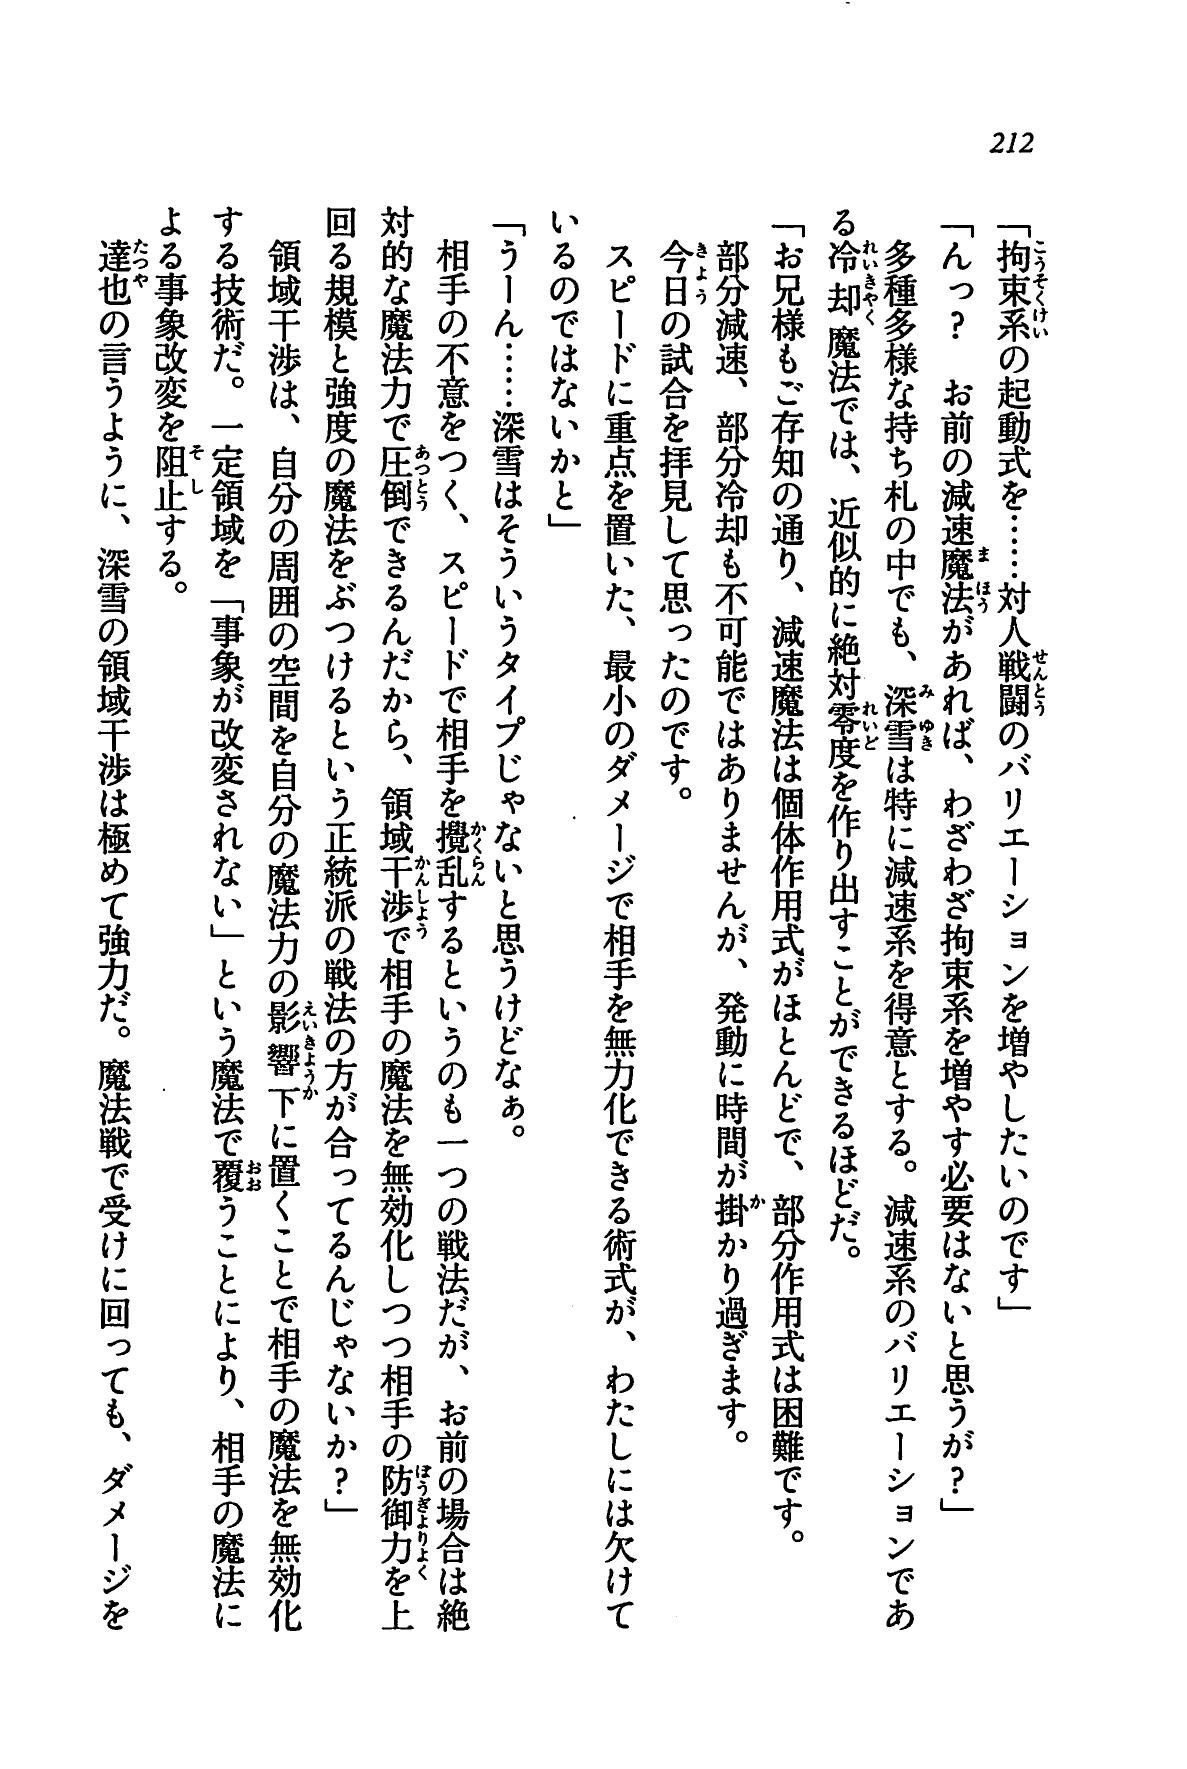 212
「拘束系の起動式を……対人戦闘のバリエーションを増やしたいのです」
「んっ？　お前の減速魔法があれば、わざわざ拘束系を増やす必要はないと思うが？」
　多種多様な持ち札の中でも、深雪は特に減速系を得意とする。減速系のバリエーションであ
る冷却魔法では、近似的に絶対零度を作り出すことができるほどだ。
「お兄様もご存知の通り、減速魔法は個体作用式がほとんどで、部分作用式は困難です。
　部分減速、部分冷却も不可能ではありませんが、発動に時間が掛かり過ぎます。
　今日の試合を拝見して思ったのです。
　スピードに重点を置いた、最小のダメージで相手を無力化できる術式が、わたしには欠けて
いるのではないかと」
「うーん……深雪はそういうタイプじゃないと思うけどなぁ。
　相手の不意をつく、スピードで相手を攪乱するというのも一つの戦法だが、お前の場合は絶
対的な魔法力で圧倒できるんだから、領域干渉で相手の魔法を無効化しつつ相手の防御力を上
回る規模と強度の魔法をぶつけるという正統派の戦法の方が合ってるんじゃないか？」
　領域干渉は、自分の周囲の空間を自分の魔法力の影響下に置くことで相手の魔法を無効化
する技術だ。一定領域を「事象が改変されない」という魔法で覆うことにより、相手の魔法に
よる事象改変を阻止する。
　達也の言うように、深雪の領域干渉は極めて強力だ。魔法戦で受けに回っても、ダメージを